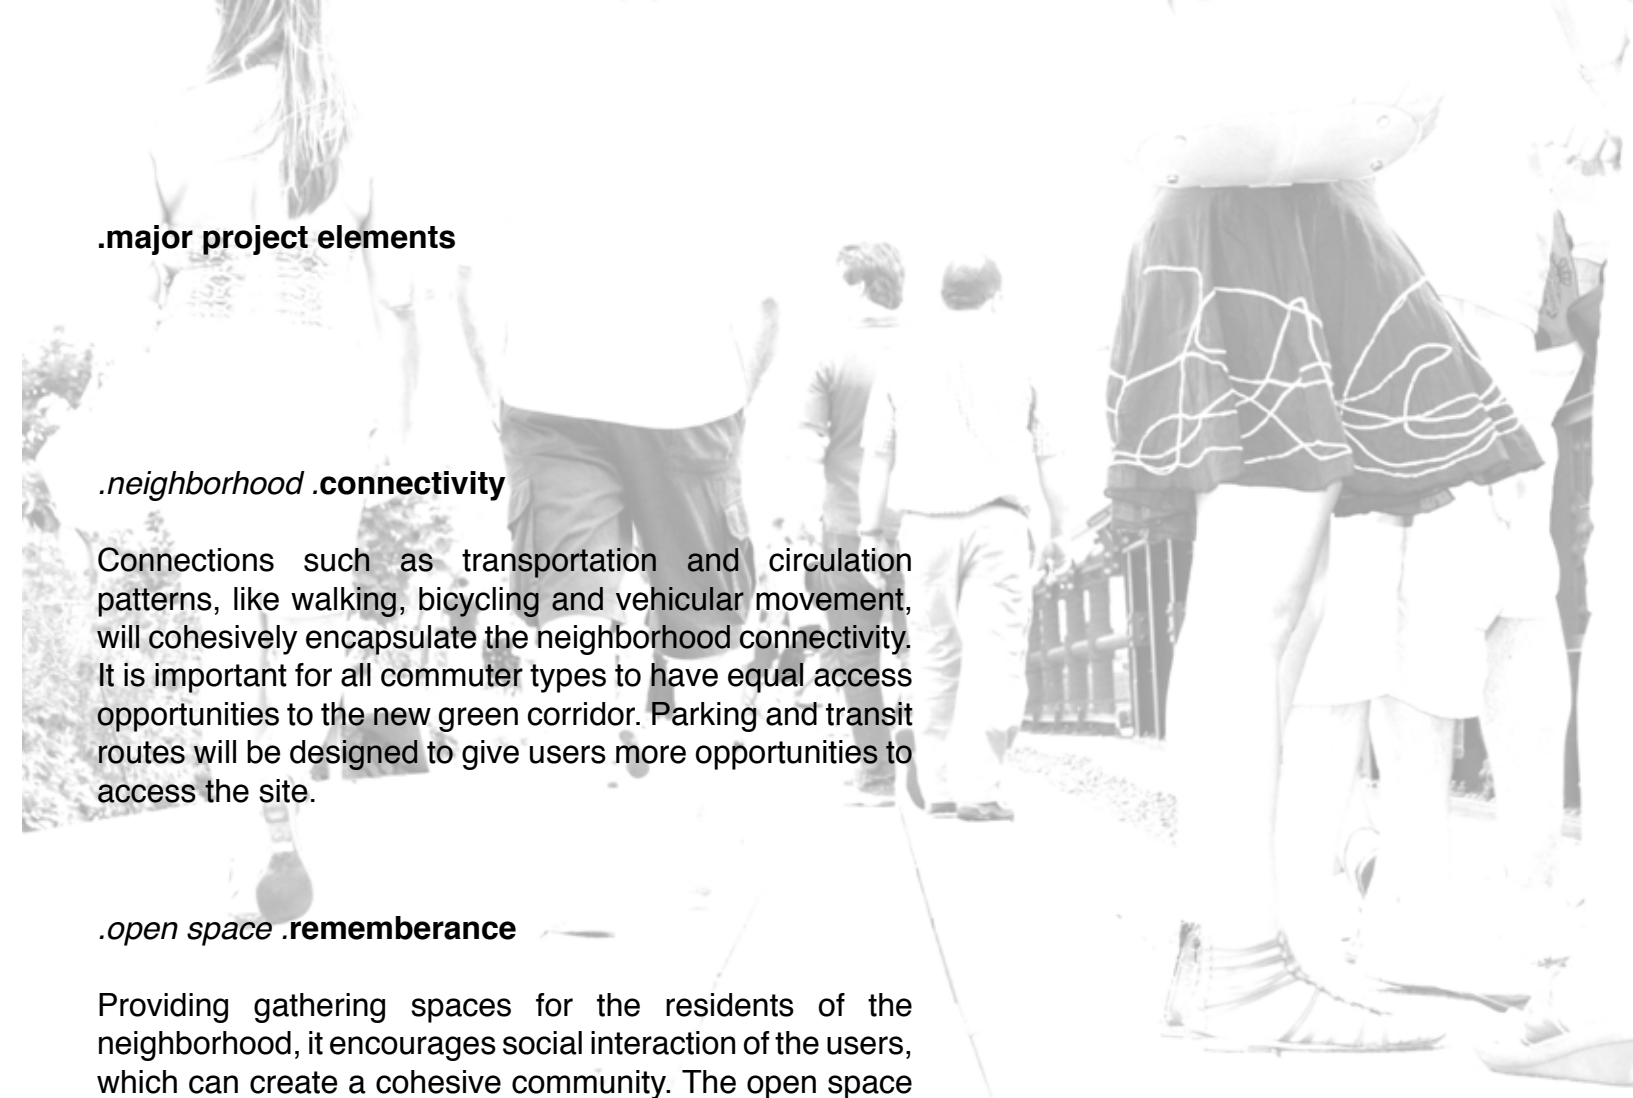 .major project elements
.neighborhood .connectivity
Connections such as transportation and circulation
patterns, like walking, bicycling and vehicular movement,
will cohesively encapsulate the neighborhood connectivity.
It is important for all commuter types to have equal access
opportunities to the new green corridor. Parking and transit
routes will be designed to give users more opportunities to
access the site.
.open space .rememberance
Providing gathering spaces for the residents of the
neighborhood, it encourages social interaction of the users,
which can create a cohesive community. The open space